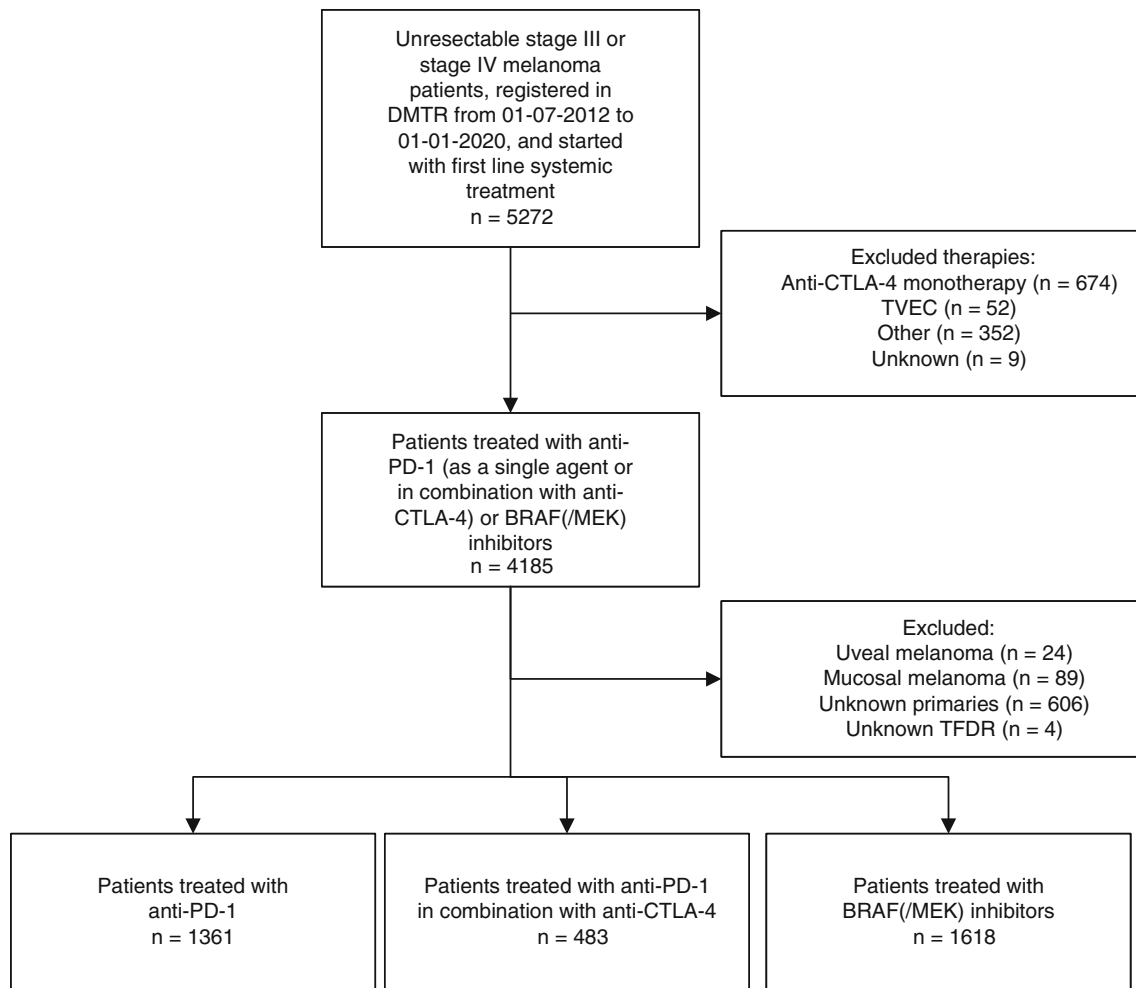 Unresectable stage III or
stage IV melanoma
patients, registered in
DMTR from 01-07-2012 to
01-01-2020, and started
with first line systemic
treatment
n = 5272
Excluded therapies:
Anti-CTLA-4 monotherapy (n = 674)
TVEC (n = 52)
Other (n = 352)
Unknown (n = 9)
Patients treated with anti-
PD-1 (as a single agent or
in combination with anti-
CTLA-4) or BRAF(/MEK)
inhibitors
n = 4185
Excluded:
Uveal melanoma (n = 24)
Mucosal melanoma (n = 89)
Unknown primaries (n = 606)
Unknown TFDR (n = 4)
Patients treated with
anti-PD-1
n = 1361
Patients treated with anti-PD-1
in combination with anti-CTLA-4
n = 483
Patients treated with
BRAF(/MEK) inhibitors
n = 1618